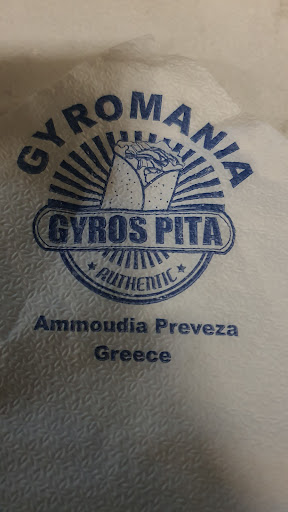 GYROMANIA
GYROS PITA
AUTHENTIC
Ammoudia Preveza
Greece